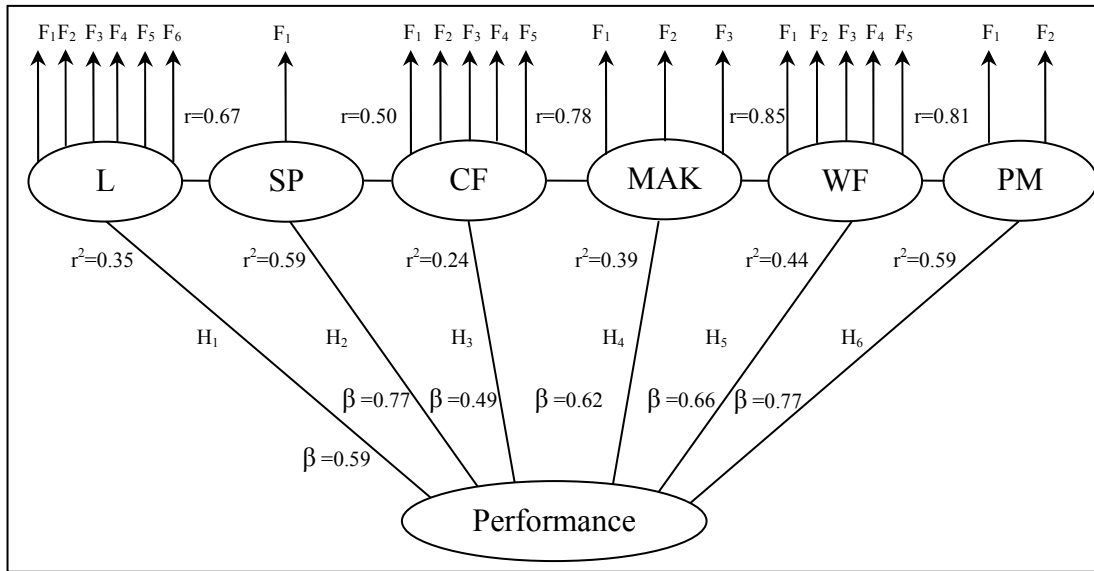 F₁ F₂ F₃ F₄ F₅ F₆ F₁ F₁ F₂ F₃ F₄ F₅ F₁ F₂ F₃ F₁ F₂ F₃ F₄ F₅ F₁ F₂
r=0.67 r=0.50 r=0.78 r=0.85 r=0.81
L SP CF MAK WF PM
r²=0.35 r²=0.59 r²=0.24 r²=0.39 r²=0.44 r²=0.59
H₁ H₂ H₃ H₄ H₅ H₆
β=0.77 β=0.49 β=0.62 β=0.66 β=0.77
β=0.59
Performance